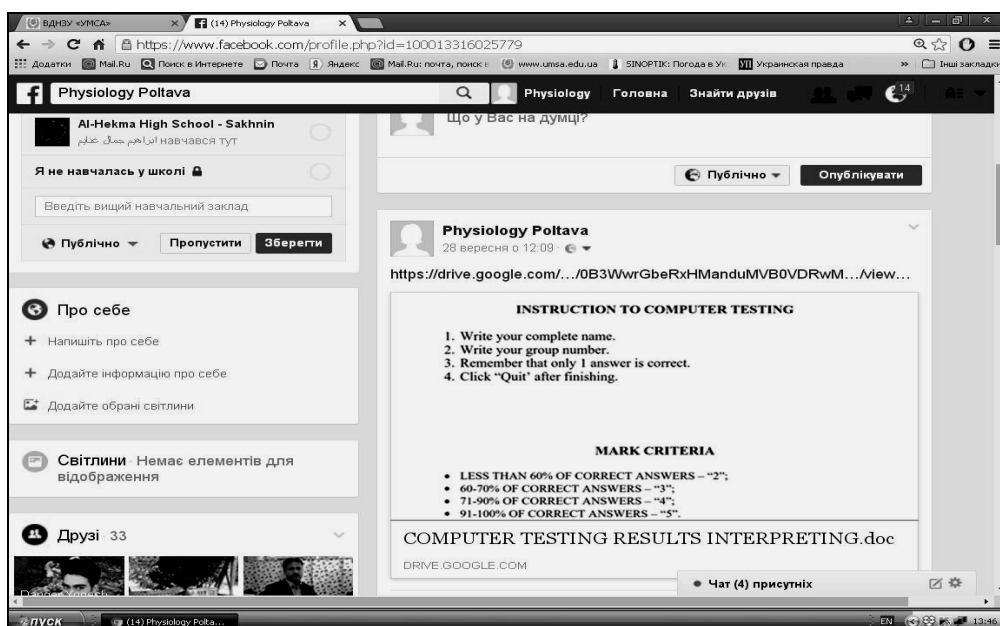 ВДНЗУ «УМСА»
(14) Physiology Poltava
https://www.facebook.com/profile.php?id=100013316025779
Додатки Mail.Ru Поиск в Интернете Почта Яндекс Mail.Ru: почта, поиск в www.umsa.edu.ua SINOPTIK: Погода в Ук Украинская правда » Інші закладки
Physiology Poltava Physiology Головна Знайти друзів 14
Al-Hekma High School - Sakhnin
навчався тут
Я не навчалась у школі
Введіть вищий навчальний заклад
Публічно Пропустити Зберегти
Про себе
+ Напишіть про себе
+ Додайте інформацію про себе
Додайте обрані світлини
Світлини · Немає елементів для
відображення
Друзі · 33
Що у Вас на думці?
Публічно Опублікувати
Physiology Poltava
28 вересня о 12:09 ·
https://drive.google.com/.../0B3WwrGbeRxHManduMVB0VDRwM.../view...
INSTRUCTION TO COMPUTER TESTING
1. Write your complete name.
2. Write your group number.
3. Remember that only 1 answer is correct.
4. Click “Quit’ after finishing.
MARK CRITERIA
• LESS THAN 60% OF CORRECT ANSWERS – “2”;
• 60-70% OF CORRECT ANSWERS – “3”;
• 71-90% OF CORRECT ANSWERS – “4”;
• 91-100% OF CORRECT ANSWERS – “5”.
COMPUTER TESTING RESULTS INTERPRETING.doc
DRIVE.GOOGLE.COM
Чат (4) присутніх
пуск (14) Physiology Polta... EN 13:46